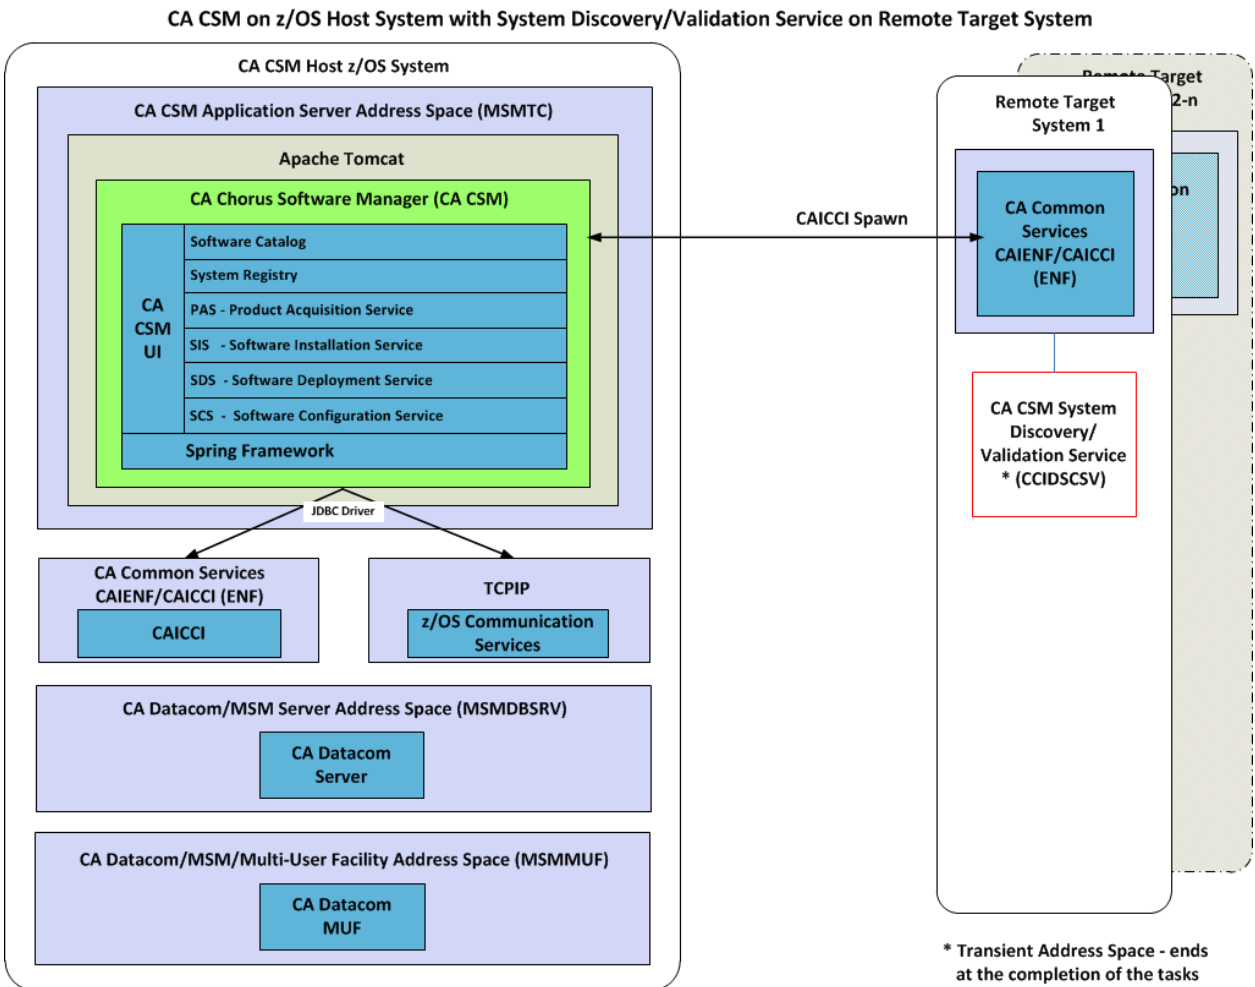 CA CSM on z/OS Host System with System Discovery/Validation Service on Remote Target System
CA CSM Host z/OS System
CA CSM Application Server Address Space (MSMTC)
Apache Tomcat
CA Chorus Software Manager (CA CSM)
CA
CSM
UI
Software Catalog
System Registry
PAS - Product Acquisition Service
SIS - Software Installation Service
SDS - Software Deployment Service
SCS - Software Configuration Service
Spring Framework
JDBC Driver
CA Common Services
CAIENF/CAICCI (ENF)
CAICCI
TCPIP
z/OS Communication
Services
CA Datacom/MSM Server Address Space (MSMDBSRV)
CA Datacom
Server
CA Datacom/MSM/Multi-User Facility Address Space (MSMMUF)
CA Datacom
MUF
CAICCI Spawn
Remote Target
System 1
CA Common
Services
CAIENF/CAICCI
(ENF)
CA CSM System
Discovery/
Validation Service
* (CCIDSCSV)
Remote Target
2-n
on
* Transient Address Space - ends
at the completion of the tasks